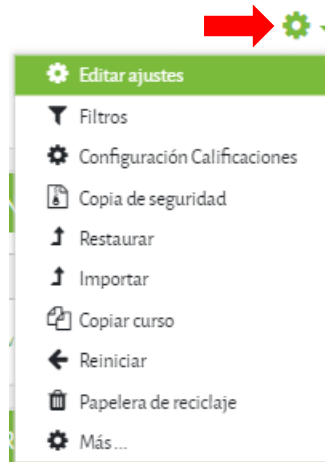 Editar ajustes
Filtros
Configuración Calificaciones
Copia de seguridad
Restaurar
Importar
Copiar curso
Reiniciar
Papelera de reciclaje
Más...